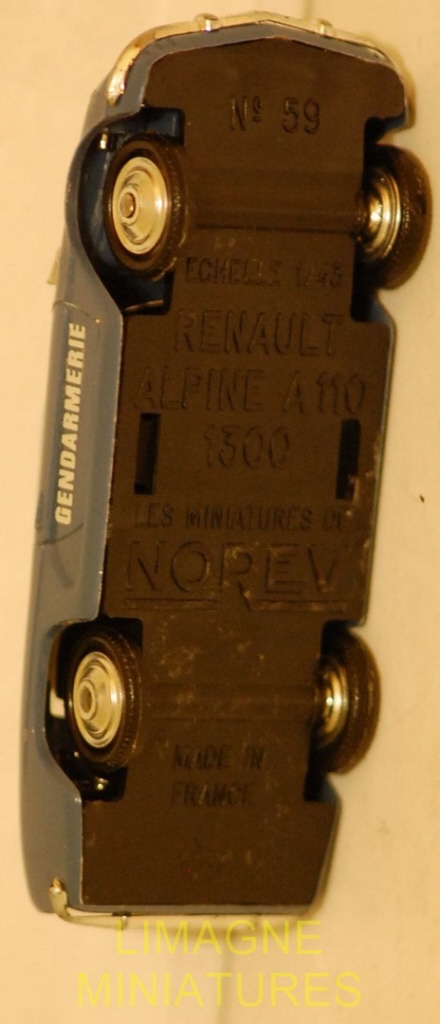 Nº 59
ECHELLE 1/43
RENAULT
ALPINE A110
1300
LES MINIATURES DE
NOREV
MADE IN
FRANCE
GENDARMERIE
LIMAGNE
MINIATURES